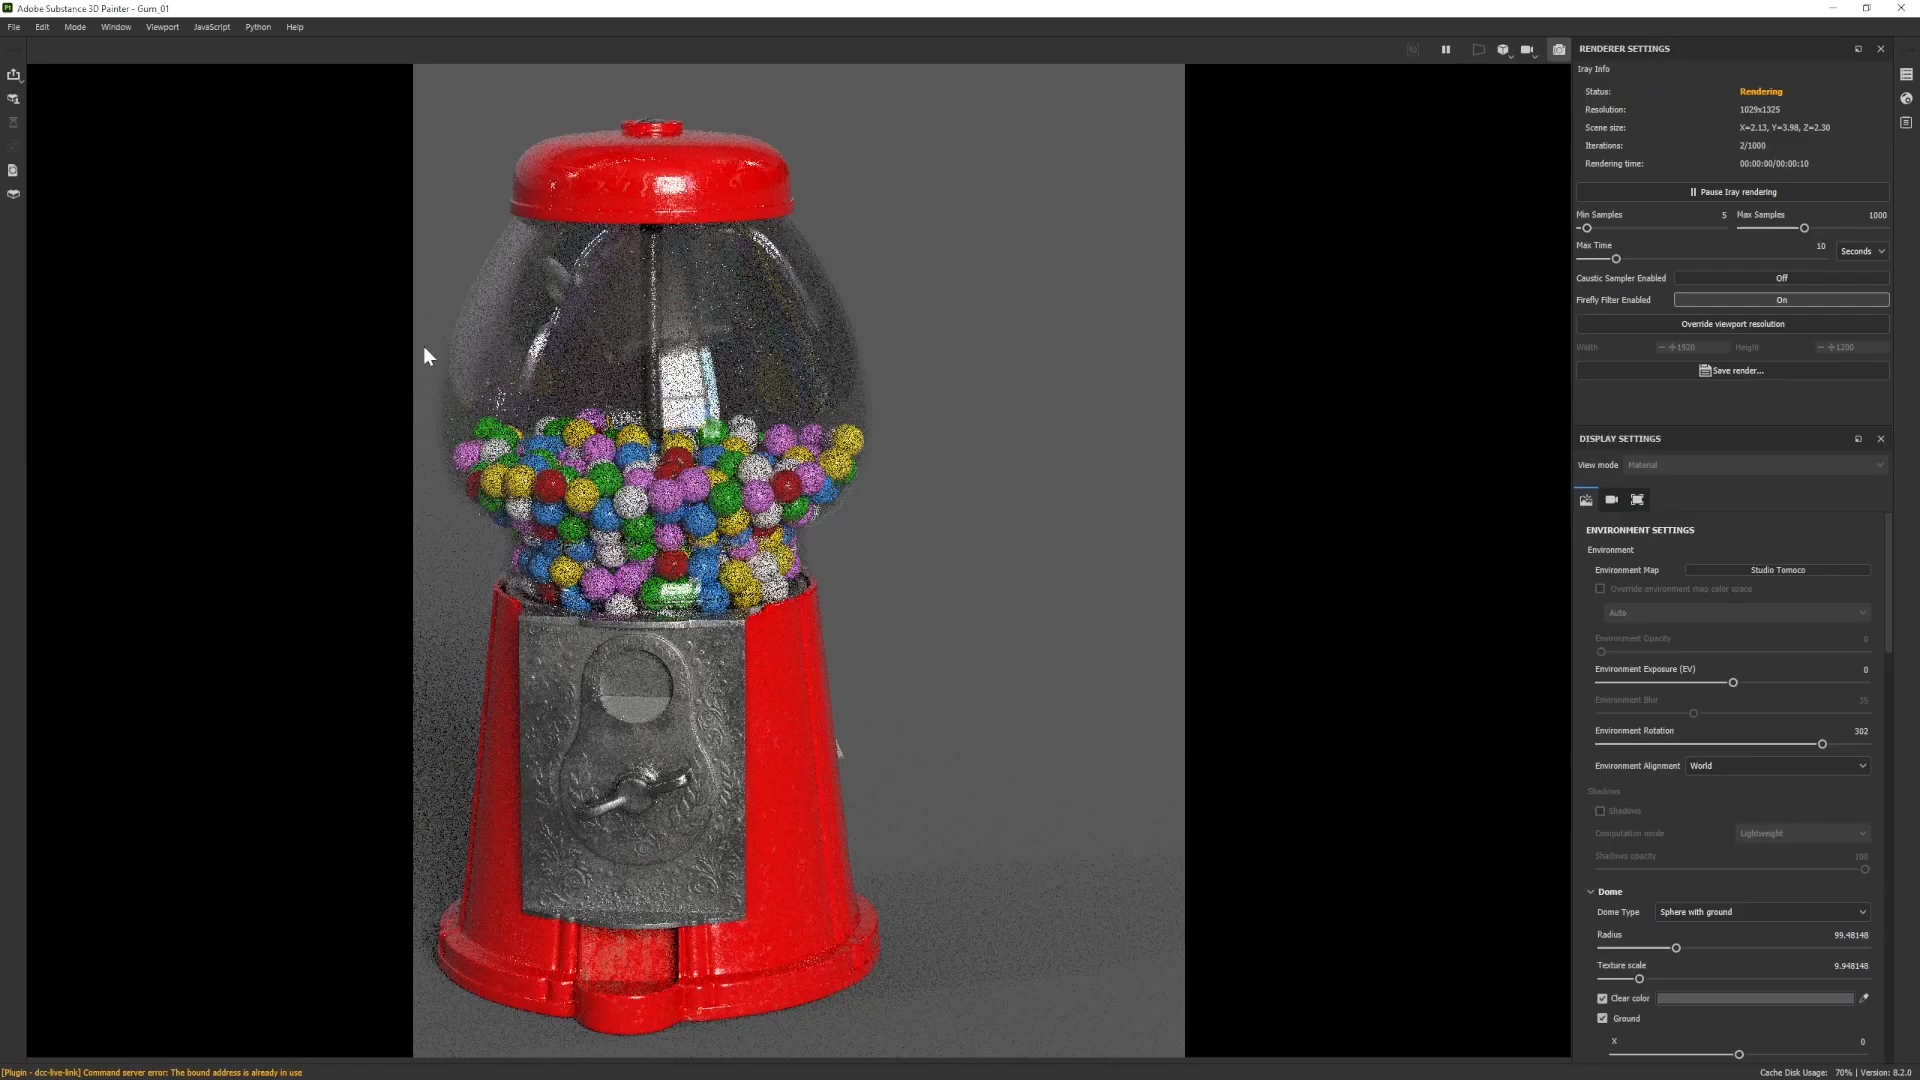 Adobe Substance 3D Painter - Gum_01
File Edit Mode Window Viewport JavaScript Python Help
RENDERER SETTINGS
Iray Info
Status: Rendering
Resolution: 1029x1325
Scene size: X=2.13, Y=3.98, Z=2.30
Iterations: 2/1000
Rendering time: 00:00:00/00:00:10
Pause Iray rendering
Min Samples 5 Max Samples 1000
Max Time 10 Seconds
Caustic Sampler Enabled Off
Firefly Filter Enabled On
Override viewport resolution
Width 1920 Height 1200
Save render...
DISPLAY SETTINGS
View mode Material
ENVIRONMENT SETTINGS
Environment
Environment Map Studio Tomoco
Override environment map color space
Auto
Environment Opacity 0
Environment Exposure (EV) 0
Environment Blur 35
Environment Rotation 302
Environment Alignment World
Shadows
Shadows
Computation mode Lightweight
Shadows opacity 100
Dome
Dome Type Sphere with ground
Radius 99.48148
Texture scale 9.948148
Clear color
Ground
X 0
[Plugin - dcc-live-link] Command server error: The bound address is already in use
Cache Disk Usage: 70% | Version: 8.2.0